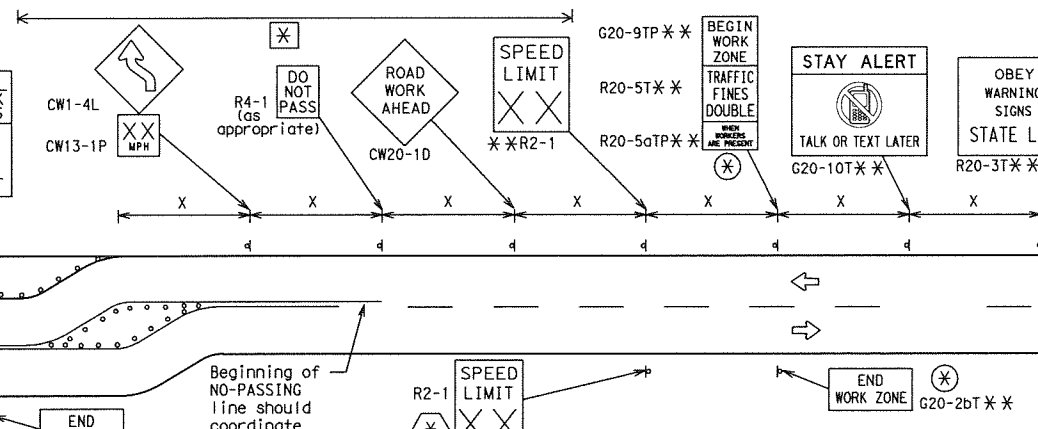 CW1-4L
CW13-1P
X X
MPH
*
R4-1
(as
appropriate)
DO
NOT
PASS
ROAD
WORK
AHEAD
CW20-1D
SPEED
LIMIT
X X
**R2-1
G20-9TP**
R20-5T**
R20-5aTP**
BEGIN
WORK
ZONE
TRAFFIC
FINES
DOUBLE
WHEN
WORKERS
ARE PRESENT
*
STAY ALERT
TALK OR TEXT LATER
G20-10T**
OBEY
WARNING
SIGNS
STATE L
R20-3T**
X X X X X X X
Beginning of
NO-PASSING
line should
coordinate
R2-1
*
SPEED
LIMIT
X X
END
WORK ZONE
*
G20-2bT**
END